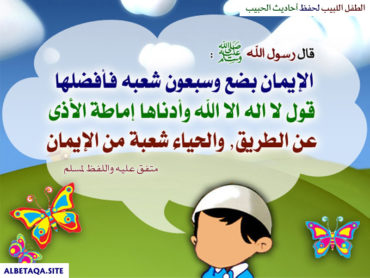 الطفل اللبيب لحفظ أحاديث الحبيب
قال رسول الله ﷺ :
الإيمان بضع وسبعون شعبه فأفضلها
قول لا اله الا الله وأدناها إماطة الأذى
عن الطريق, والحياء شعبة من الإيمان
متفق عليه واللفظ لمسلم
ALBETAQA.SITE